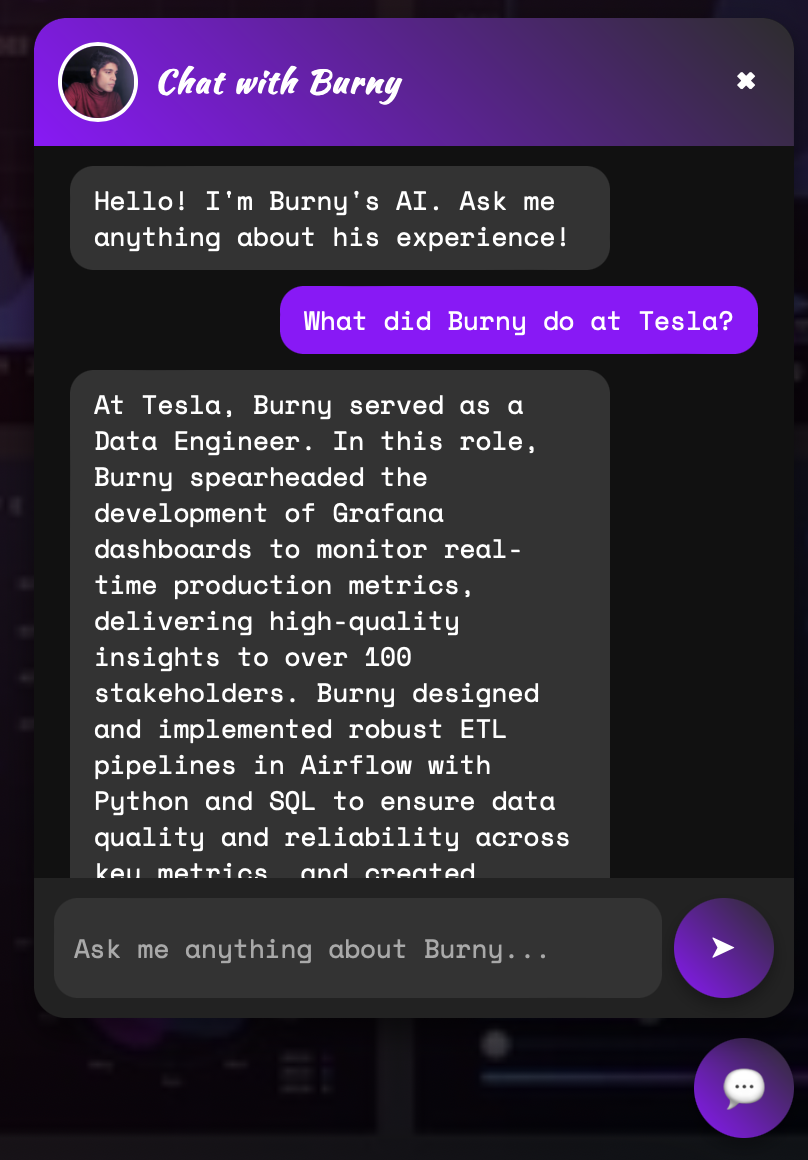 Chat with Burny
✖
Hello! I'm Burny's AI. Ask me
anything about his experience!
What did Burny do at Tesla?
At Tesla, Burny served as a
Data Engineer. In this role,
Burny spearheaded the
development of Grafana
dashboards to monitor real-
time production metrics,
delivering high-quality
insights to over 100
stakeholders. Burny designed
and implemented robust ETL
pipelines in Airflow with
Python and SQL to ensure data
quality and reliability across
key metrics, and created
Ask me anything about Burny...
➤